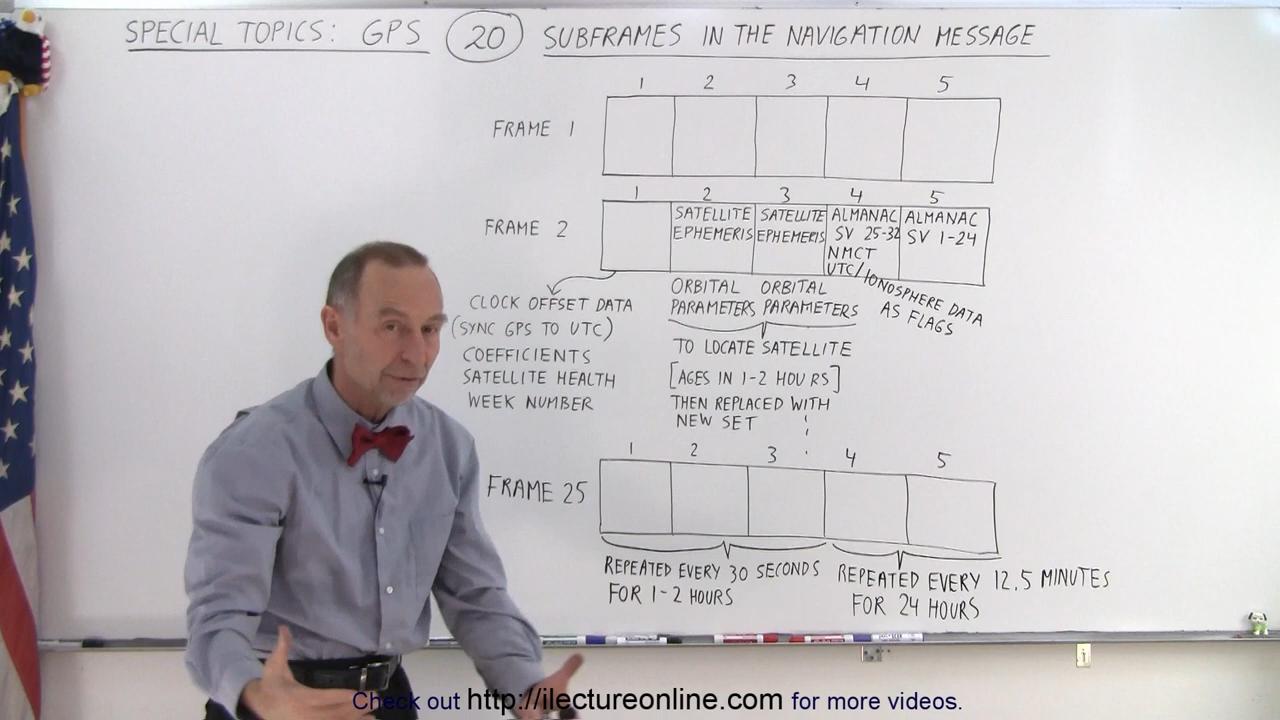 SPECIAL TOPICS: GPS 20 SUBFRAMES IN THE NAVIGATION MESSAGE
1 2 3 4 5
FRAME 1
1 2 3 4 5
FRAME 2
SATELLITE EPHEMERIS
SATELLITE EPHEMERIS
ALMANAC
SV 25-32
NMCT
UTC/IONOSPHERE DATA
AS FLAGS
ALMANAC
SV 1-24
CLOCK OFFSET DATA
(SYNC GPS TO UTC)
COEFFICIENTS
SATELLITE HEALTH
WEEK NUMBER
ORBITAL PARAMETERS
ORBITAL PARAMETERS
TO LOCATE SATELLITE
[AGES IN 1-2 HOURS]
THEN REPLACED WITH
NEW SET
1 2 3 4 5
FRAME 25
REPEATED EVERY 30 SECONDS
FOR 1-2 HOURS
REPEATED EVERY 12.5 MINUTES
FOR 24 HOURS
Check out http://ilectureonline.com for more videos.